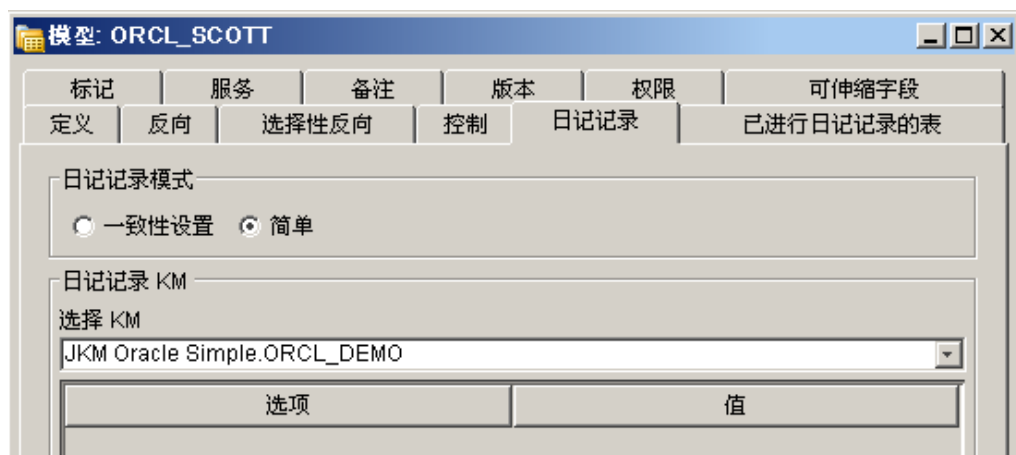 模型: ORCL_SCOTT
标记 服务 备注 版本 权限 可伸缩字段
定义 反向 选择性反向 控制 日记记录 已进行日记记录的表
日记记录模式
一致性设置 简单
日记记录 KM
选择 KM
JKM Oracle Simple.ORCL_DEMO
选项 值